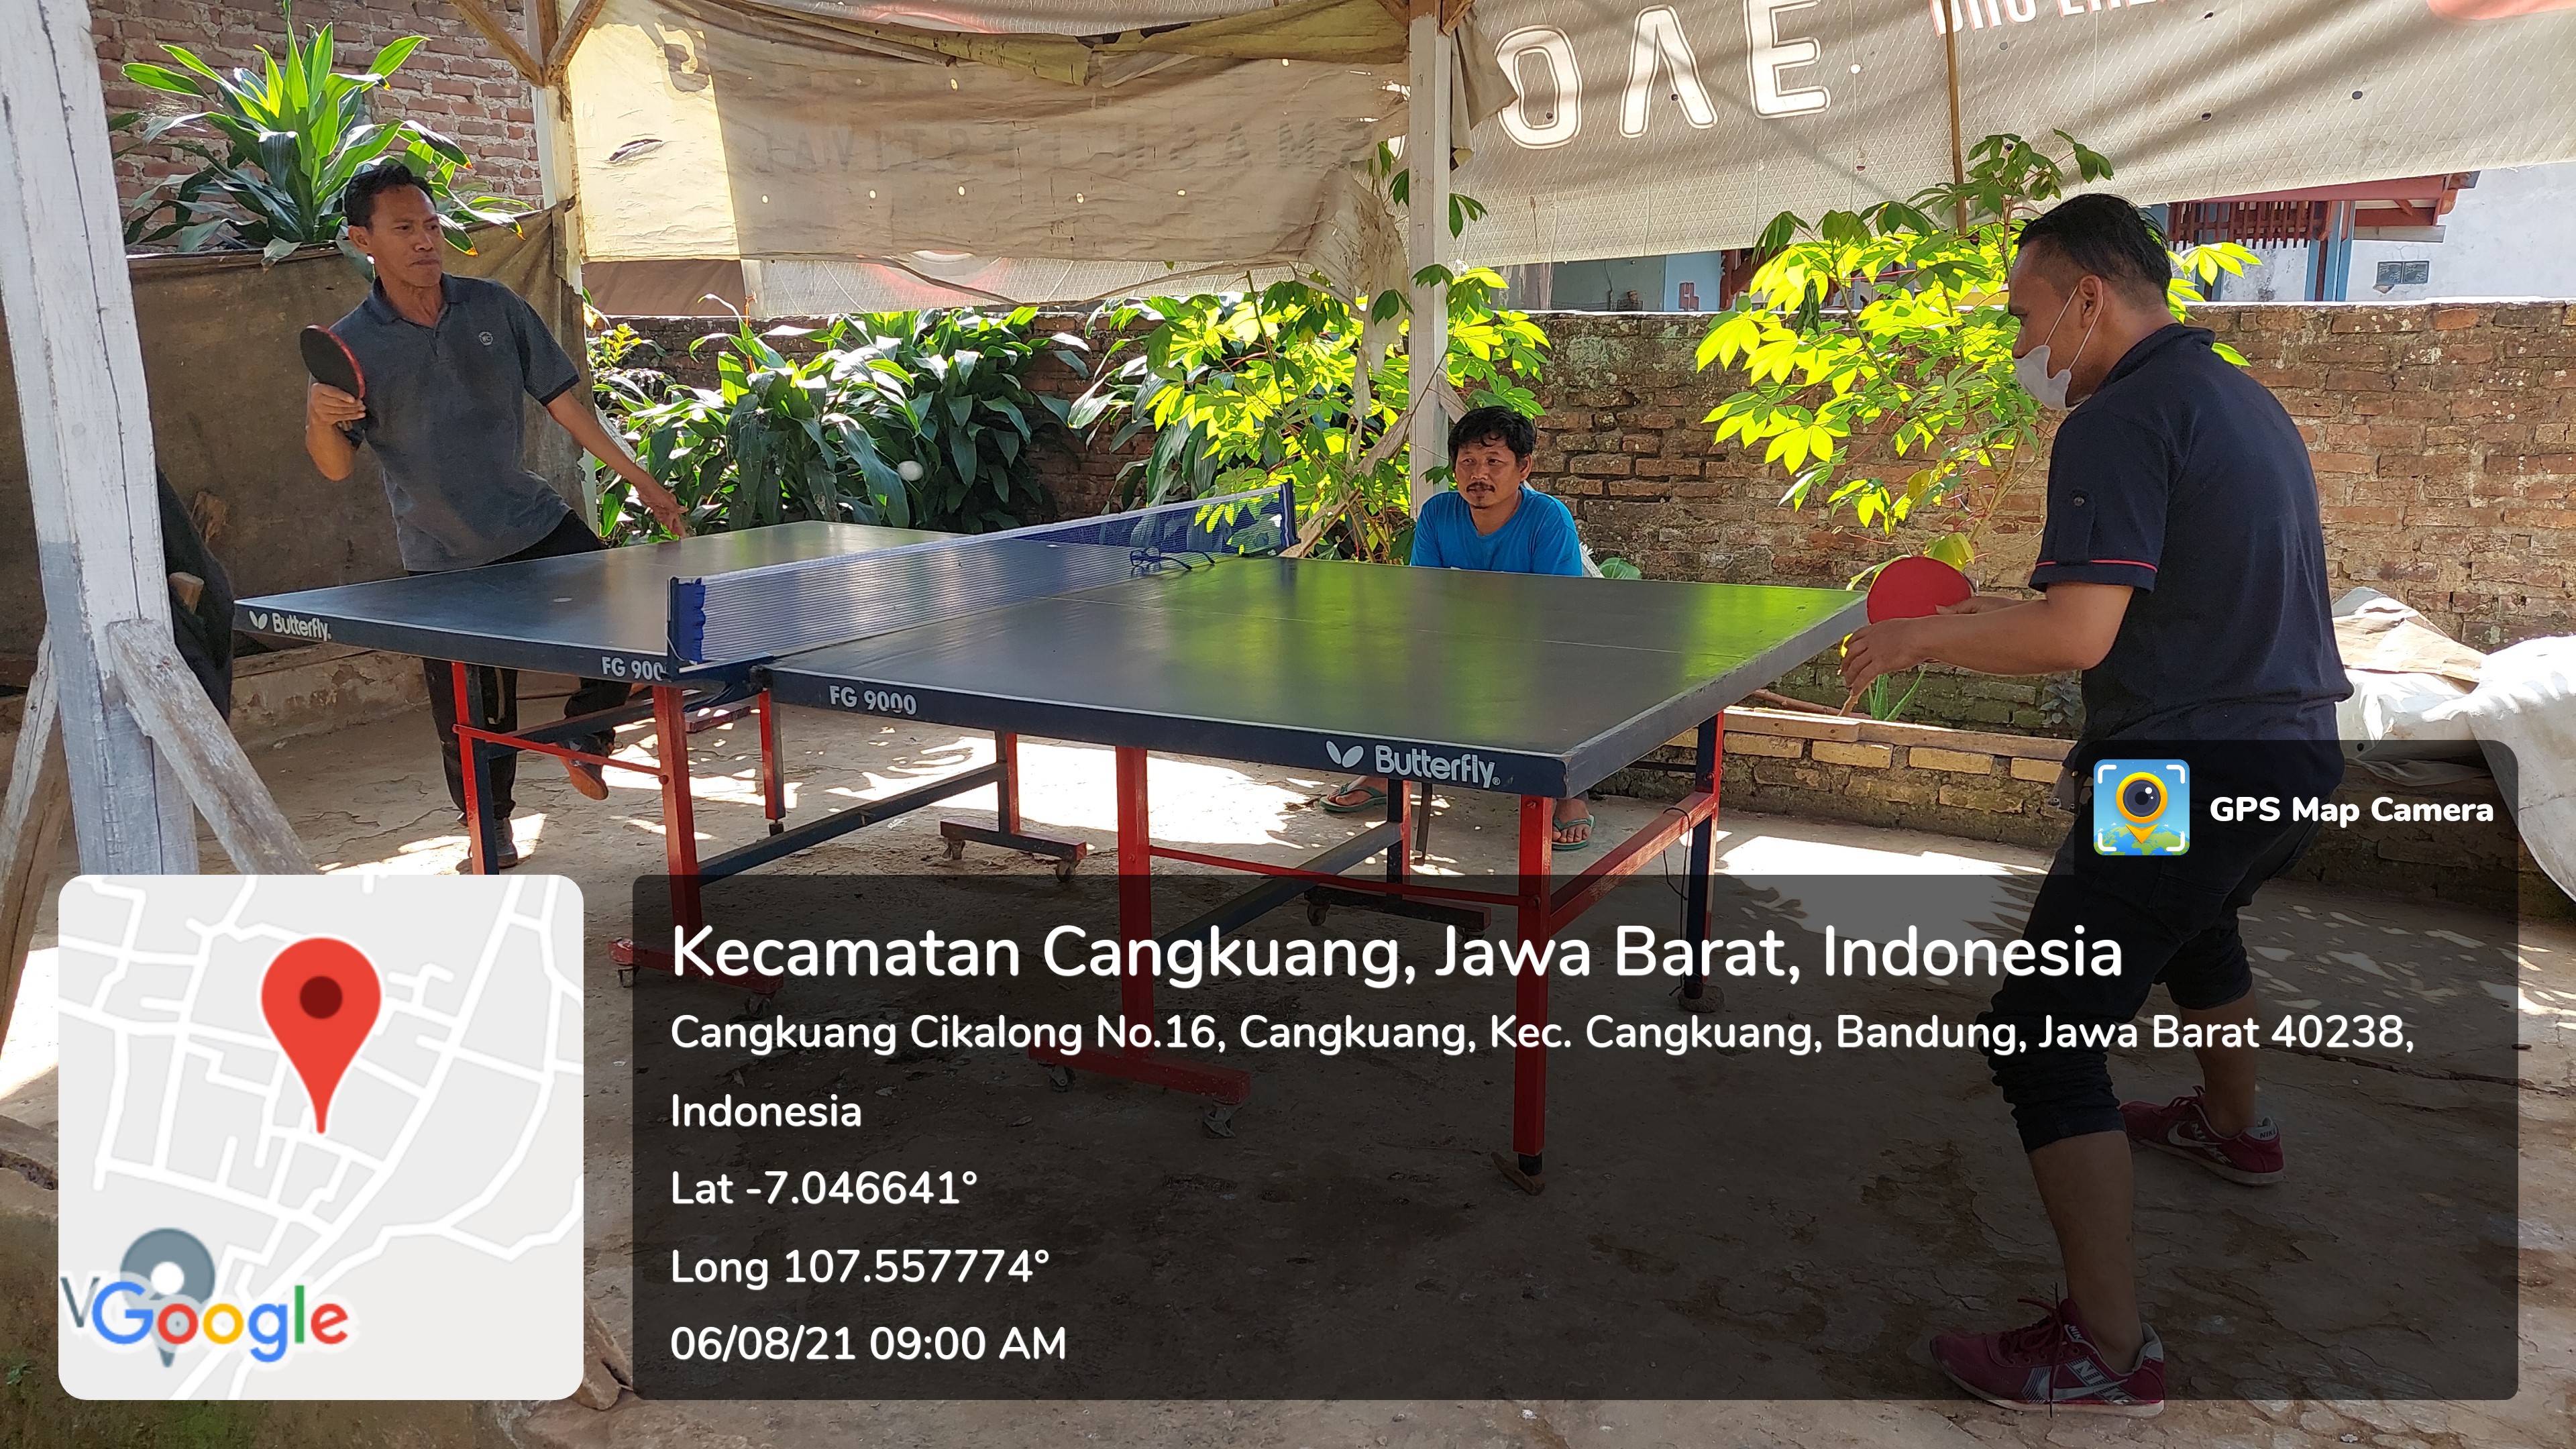 OVE
Butterfly
FG 900
FG 9000
Butterfly
GPS Map Camera
Kecamatan Cangkuang, Jawa Barat, Indonesia
Cangkuang Cikalong No.16, Cangkuang, Kec. Cangkuang, Bandung, Jawa Barat 40238,
Indonesia
Lat -7.046641°
Long 107.557774°
06/08/21 09:00 AM
Google